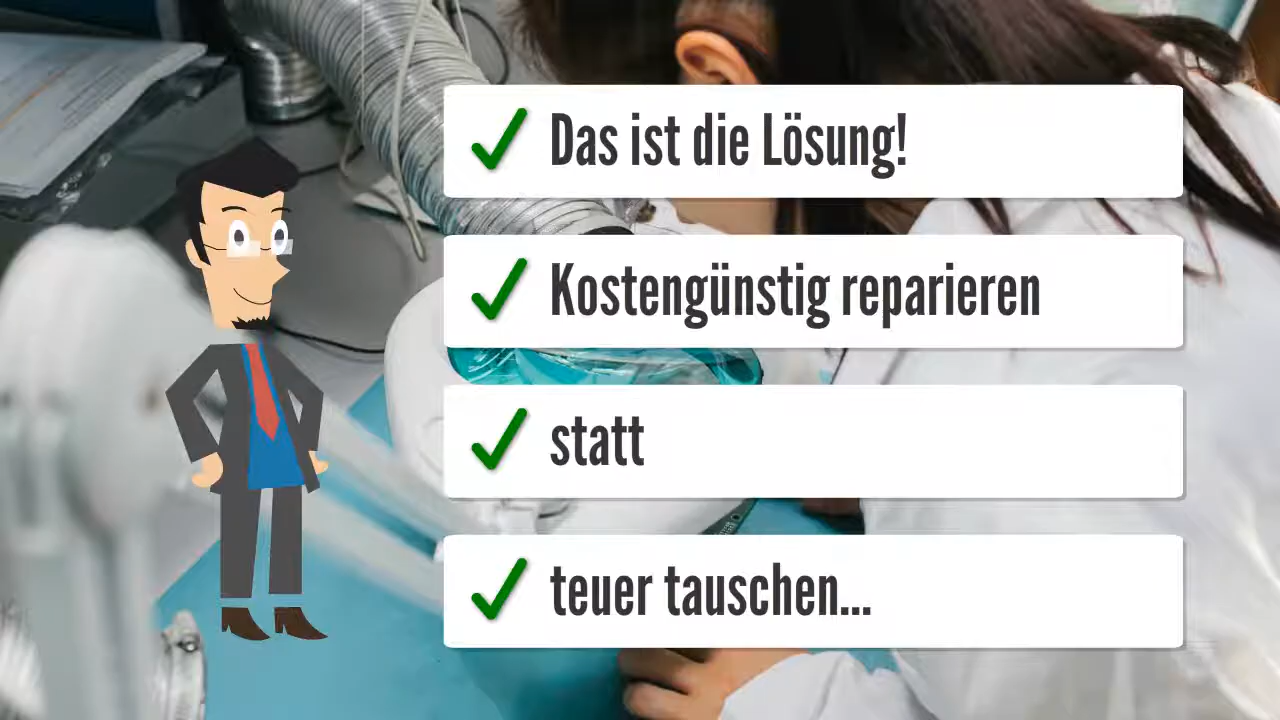 Das ist die Lösung!
Kostengünstig reparieren
statt
teuer tauschen...